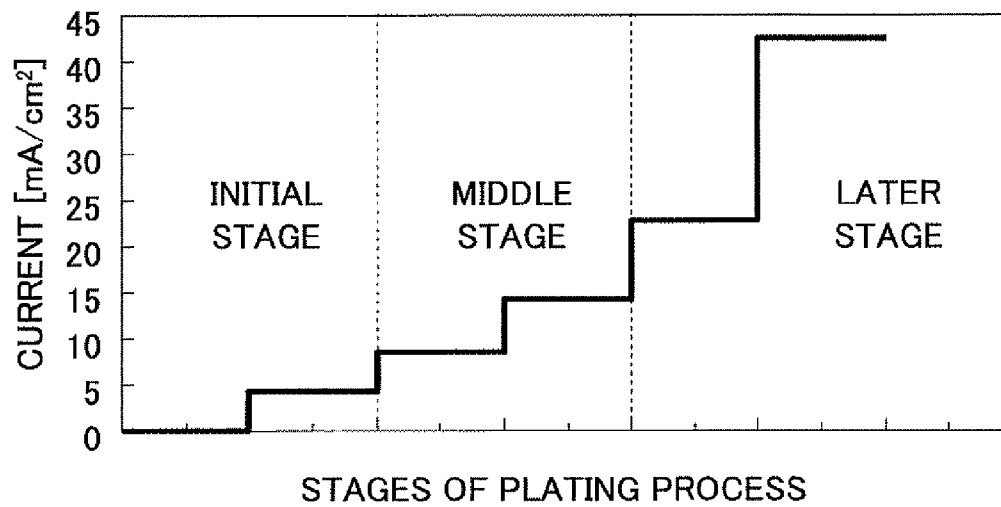 CURRENT [mA/cm²]
45
40
35
30
25
20
15
10
5
0
INITIAL
STAGE
MIDDLE
STAGE
LATER
STAGE
STAGES OF PLATING PROCESS